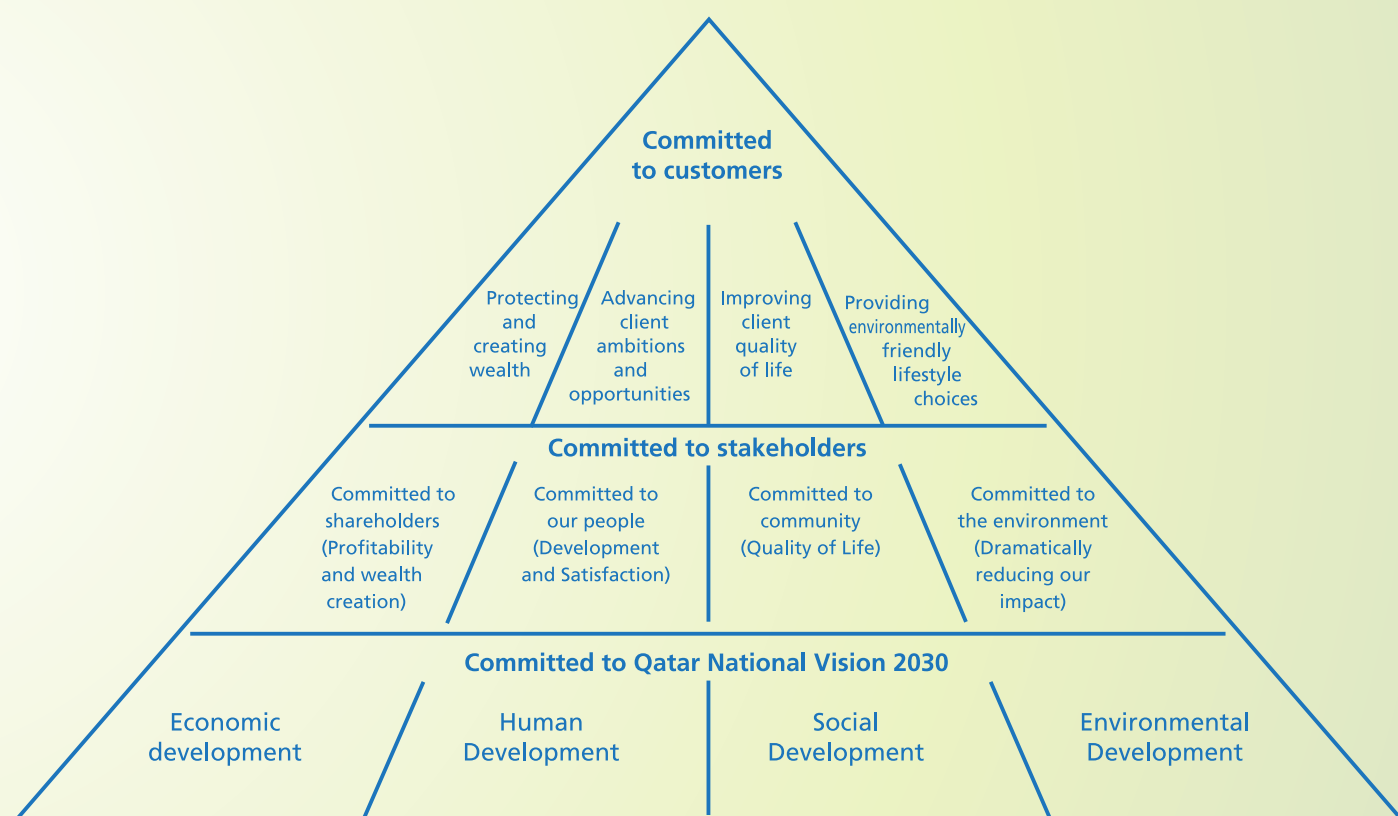 Committed
to customers
Protecting
and
creating
wealth
Advancing
client
ambitions
and
opportunities
Improving
client
quality
of life
Providing
environmentally
friendly
lifestyle
choices
Committed to stakeholders
Committed to
shareholders
(Profitability
and wealth
creation)
Committed to
our people
(Development
and Satisfaction)
Committed to
community
(Quality of Life)
Committed to
the environment
(Dramatically
reducing our
impact)
Committed to Qatar National Vision 2030
Economic
development
Human
Development
Social
Development
Environmental
Development